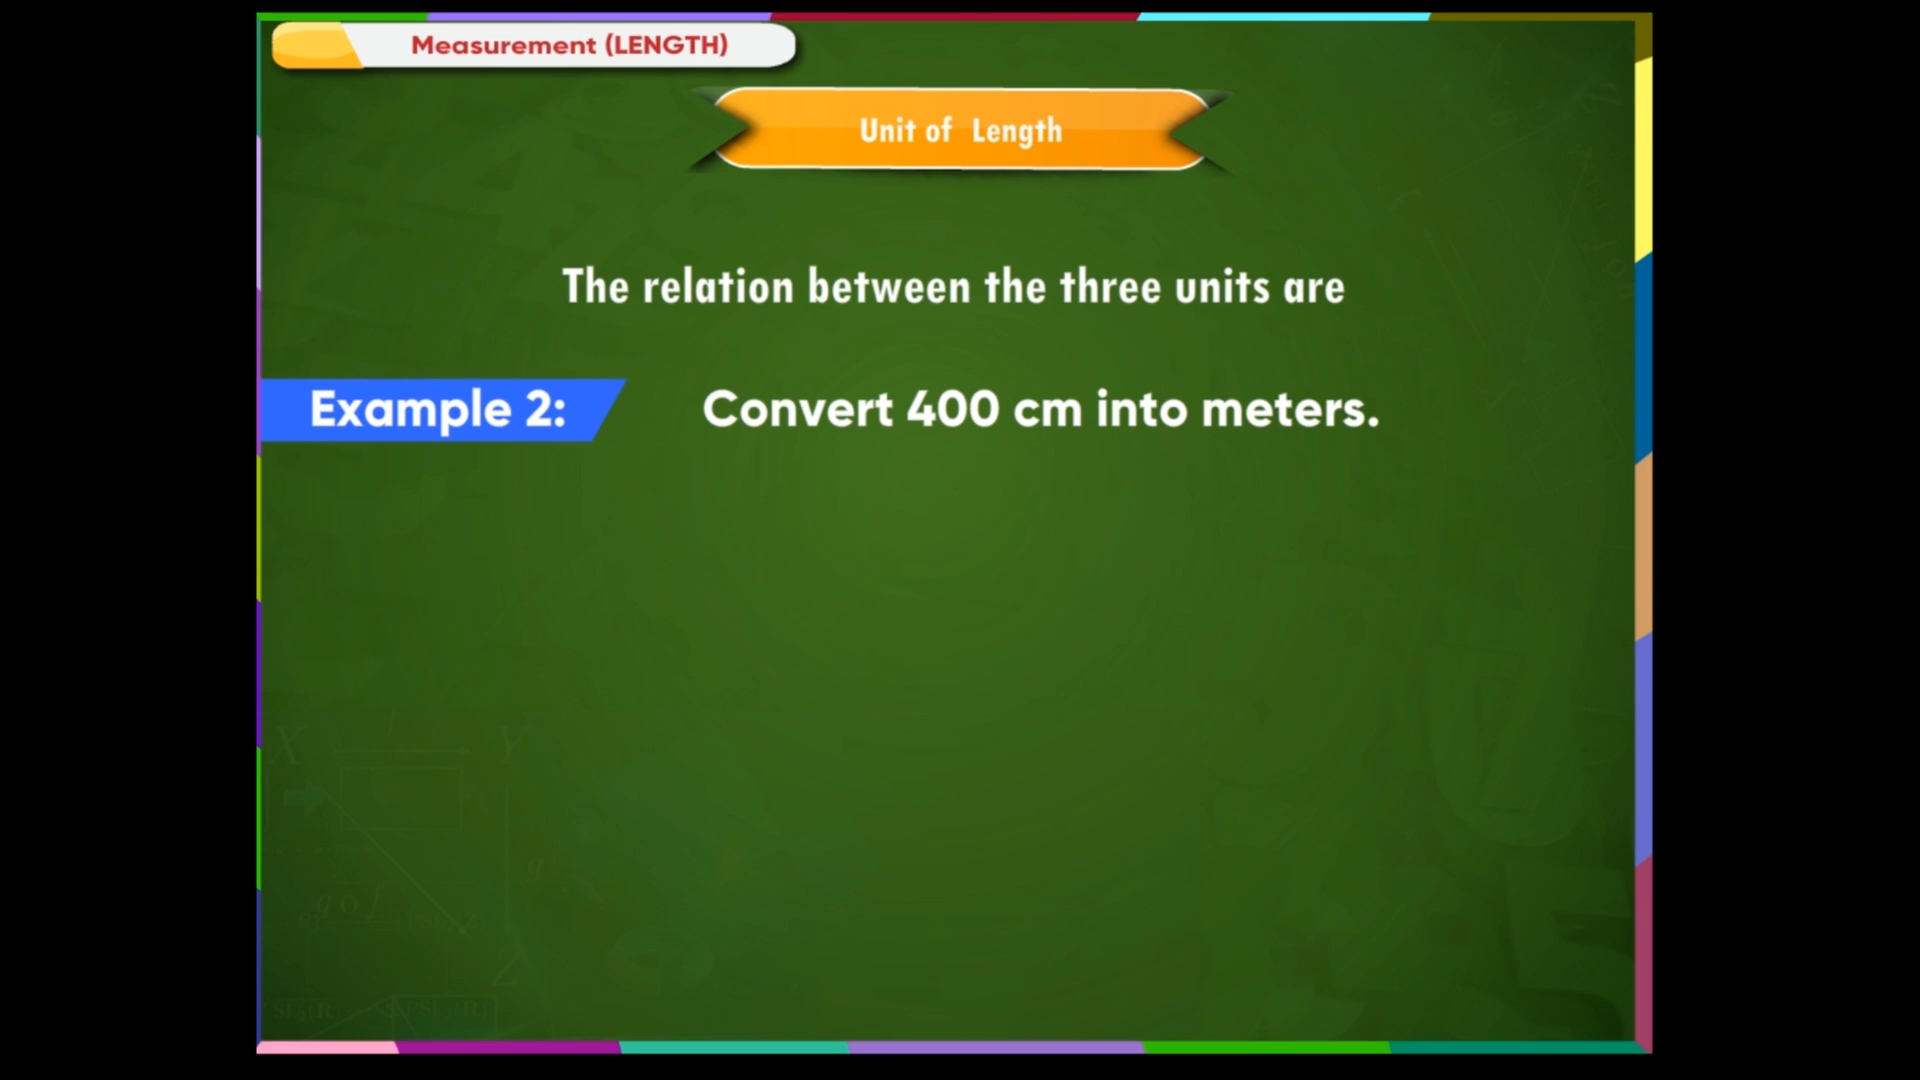 Measurement (LENGTH)
Unit of Length
The relation between the three units are
Example 2: Convert 400 cm into meters.
X Y
Z